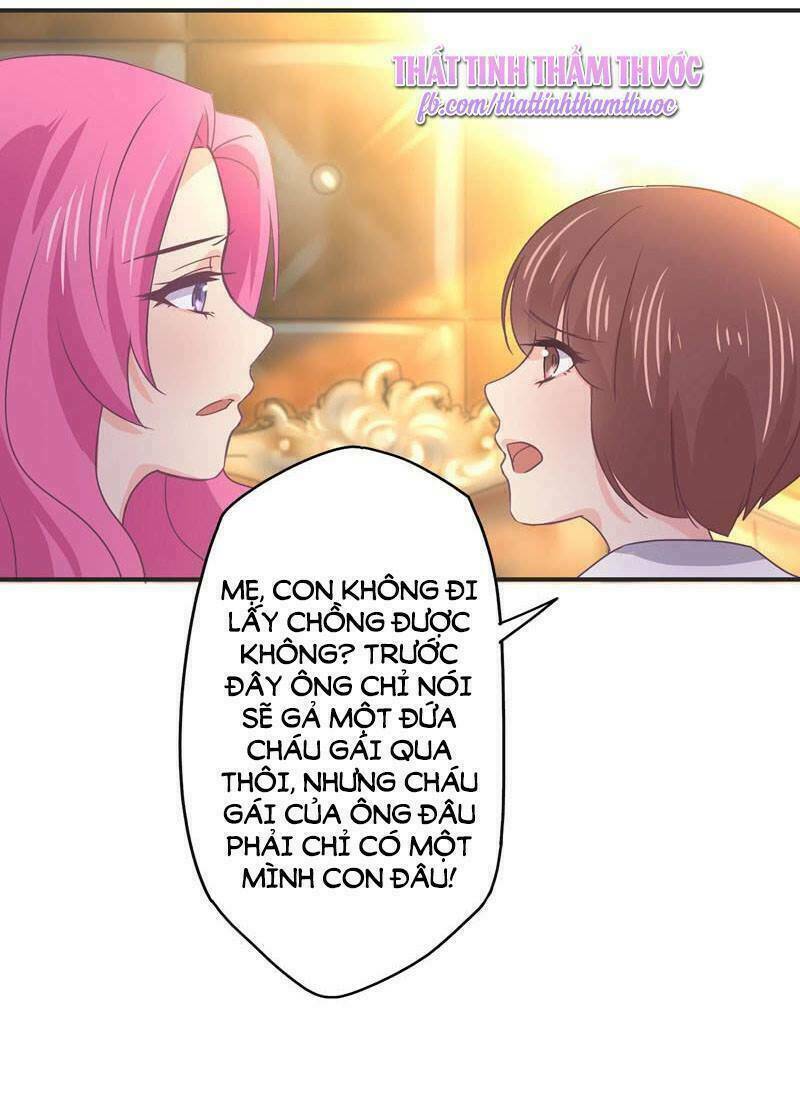 THẤT TINH THẨM THƯỚC
fb.com/thattinhthamthuoc
MẸ, CON KHÔNG ĐI
LẤY CHỒNG ĐƯỢC
KHÔNG? TRƯỚC
ĐÂY ÔNG CHỈ NÓI
SẼ GẢ MỘT ĐỨA
CHÁU GÁI QUA
THÔI, NHƯNG CHÁU
GÁI CỦA ÔNG ĐÂU
PHẢI CHỈ CÓ MỘT
MÌNH CON ĐÂU!